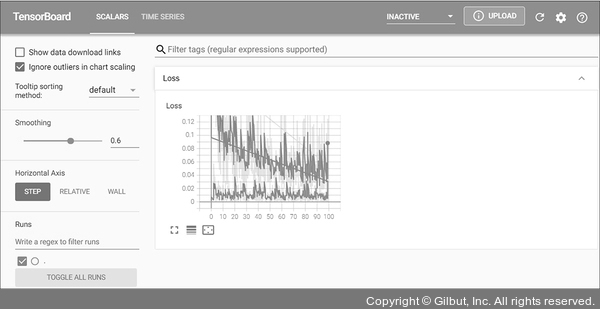 TensorBoard SCALARS TIME SERIES INACTIVE UPLOAD
Show data download links
Ignore outliers in chart scaling
Tooltip sorting
method: default
Smoothing
0.6
Horizontal Axis
STEP RELATIVE WALL
Runs
Write a regex to filter runs
.
TOGGLE ALL RUNS
Filter tags (regular expressions supported)
Loss
Loss
0.12
0.1
0.08
0.06
0.04
0.02
0
0 10 20 30 40 50 60 70 80 90 100
Copyright © Gilbut, Inc. All rights reserved.